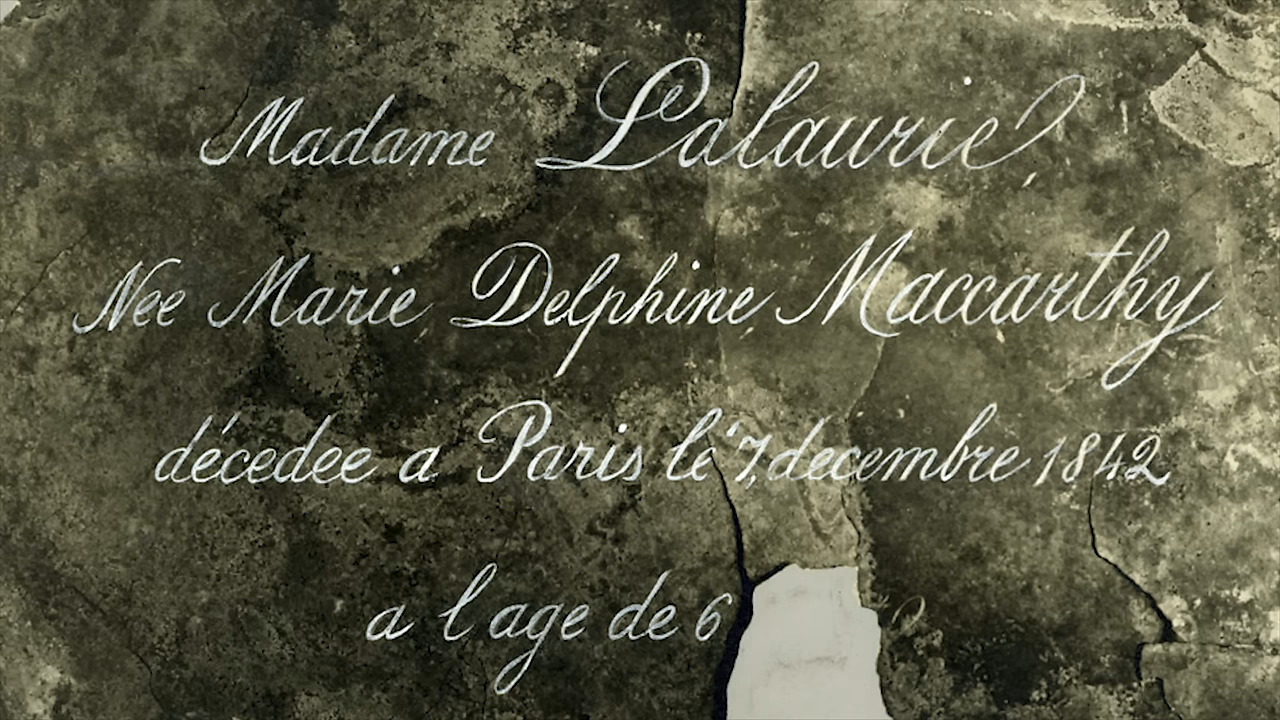 Madame Lalaurie
Nee Marie Delphine Maccarthy
décedee a Paris le 7, decembre 1842
a l age de 6